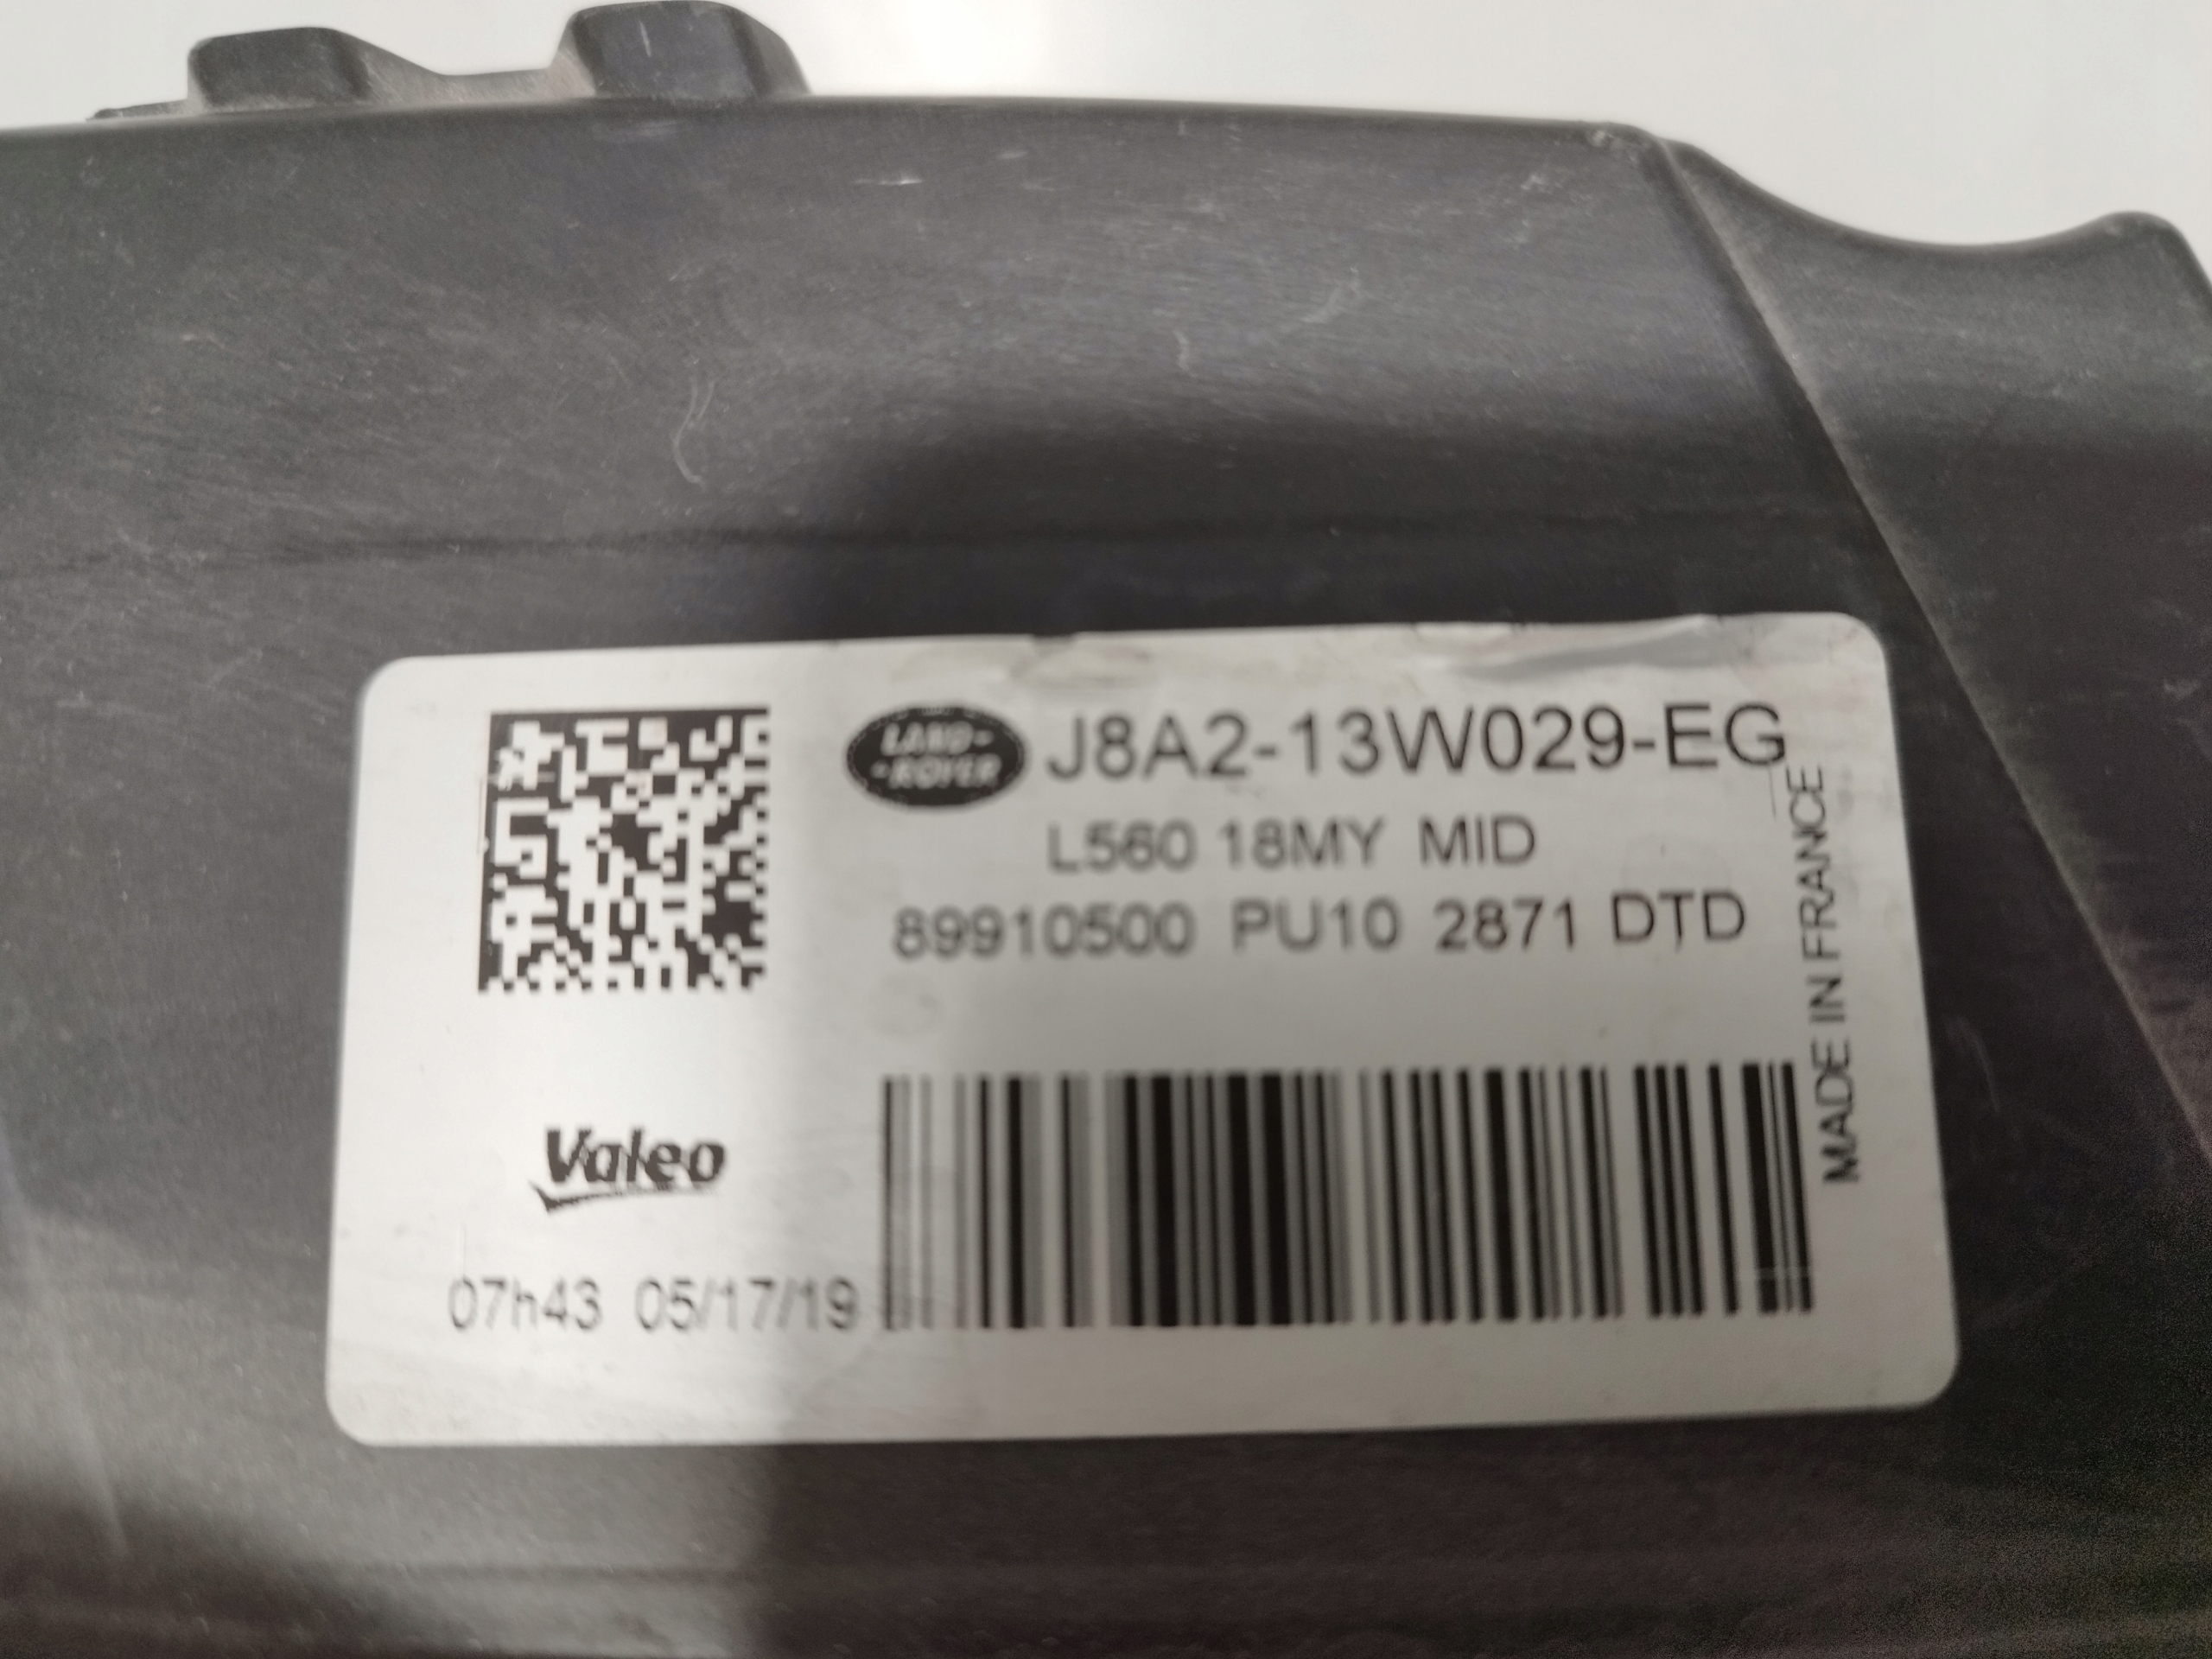 LAND-
-ROVER
J8A2-13W029-EG
L560 18MY MID
89910500 PU10 2871 DTD
MADE IN FRANCE
Valeo
07h43 05/17/19